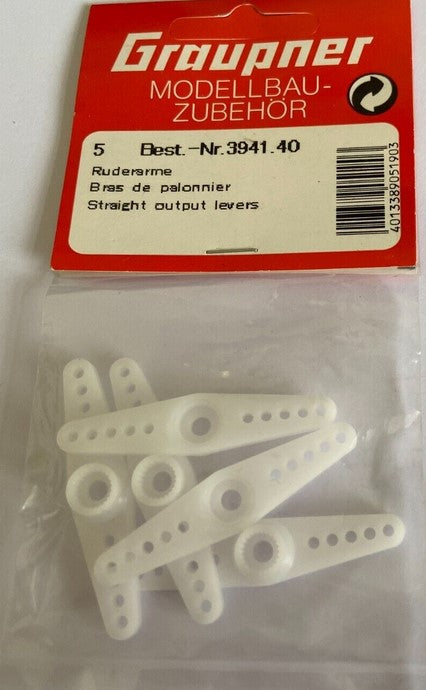 Graupner
MODELLBAU-
ZUBEHÖR
5 Best.-Nr.3941.40
Ruderarme
Bras de palonnier
Straight output levers
4013389051903